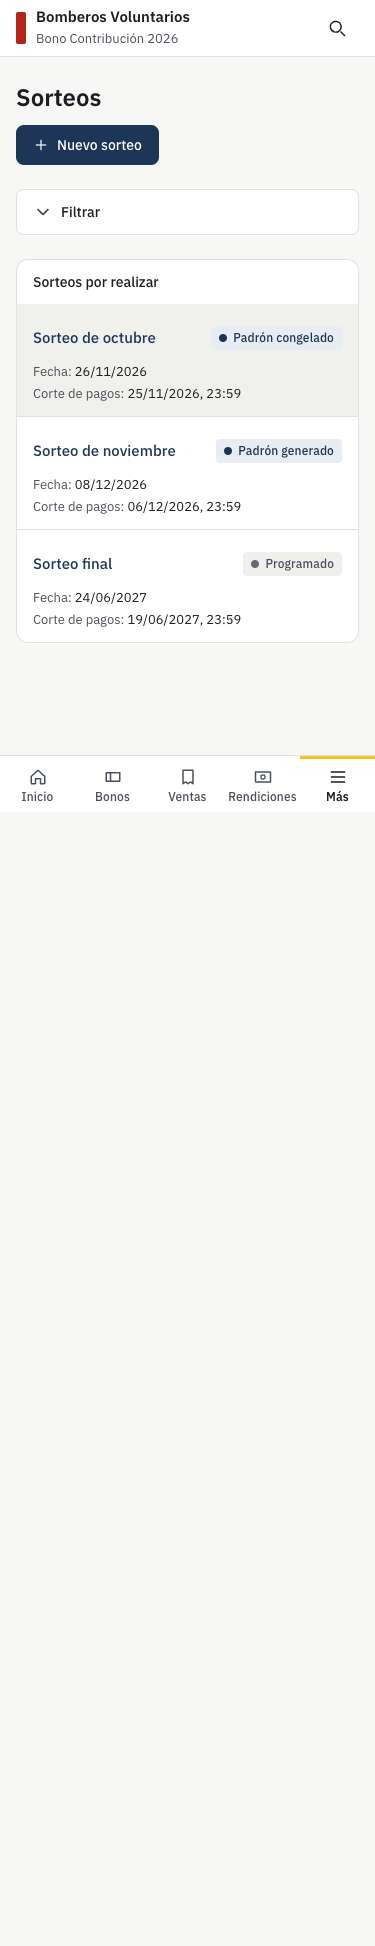 Bomberos Voluntarios
Bono Contribución 2026
Sorteos
Nuevo sorteo
Filtrar
Sorteos por realizar
Sorteo de octubre
Padrón congelado
Fecha: 26/11/2026
Corte de pagos: 25/11/2026, 23:59
Sorteo de noviembre
Padrón generado
Fecha: 08/12/2026
Corte de pagos: 06/12/2026, 23:59
Sorteo final
Programado
Fecha: 24/06/2027
Corte de pagos: 19/06/2027, 23:59
Inicio
Bonos
Ventas
Rendiciones
Más